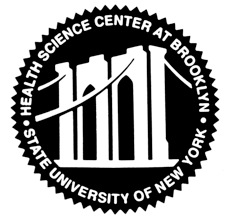 HEALTH SCIENCE CENTER AT BROOKLYN
STATE UNIVERSITY OF NEW YORK